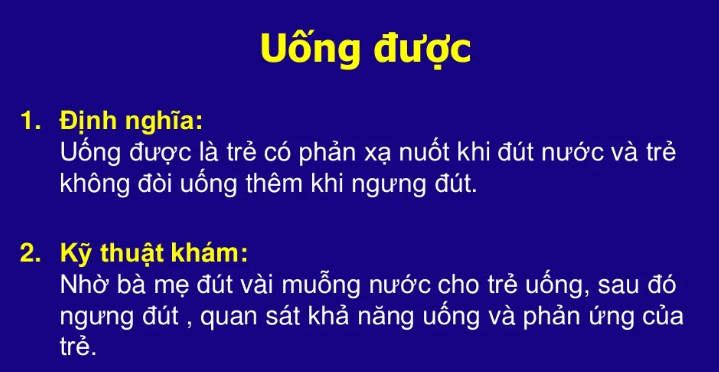 Uống được
1. Định nghĩa:
Uống được là trẻ có phản xạ nuốt khi đút nước và trẻ
không đòi uống thêm khi ngưng đút.
2. Kỹ thuật khám:
Nhờ bà mẹ đút vài muỗng nước cho trẻ uống, sau đó
ngưng đút , quan sát khả năng uống và phản ứng của
trẻ.